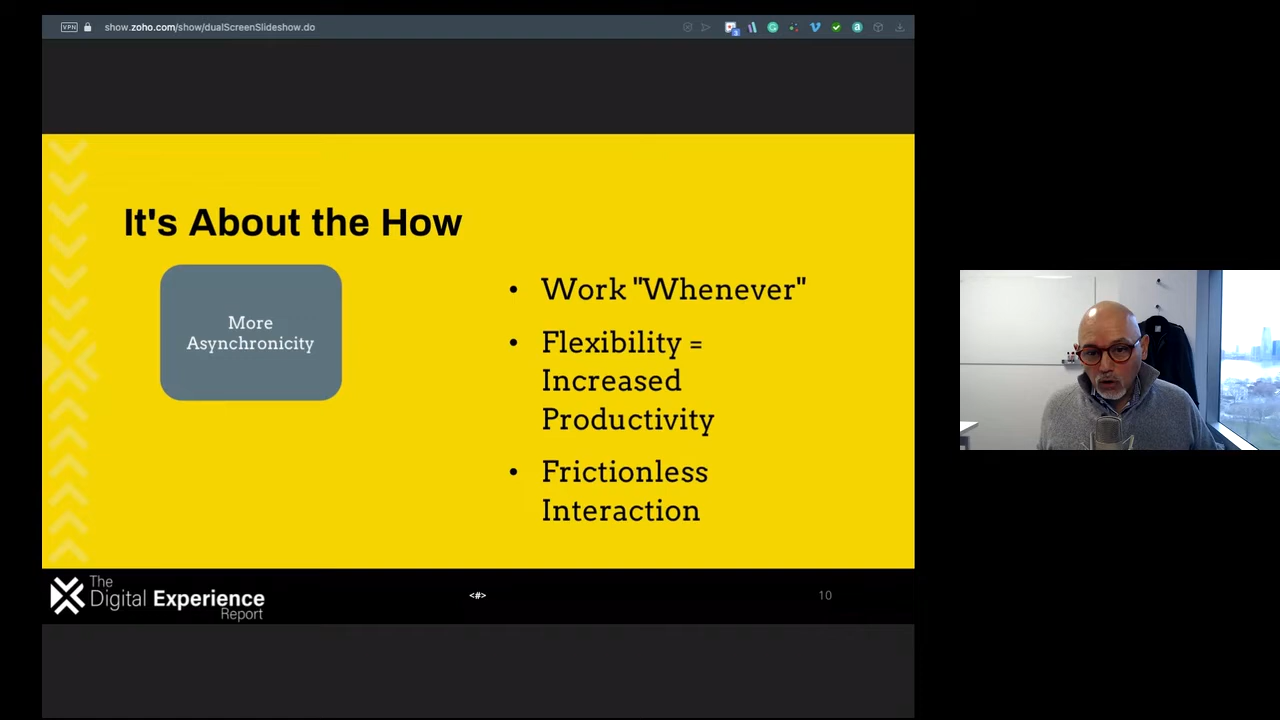 VPN show.zoho.com/show/dualScreenSlideshow.do
It's About the How
More
Asynchronicity
• Work "Whenever"
• Flexibility =
Increased
Productivity
• Frictionless
Interaction
The
Digital Experience
Report
<#>
10